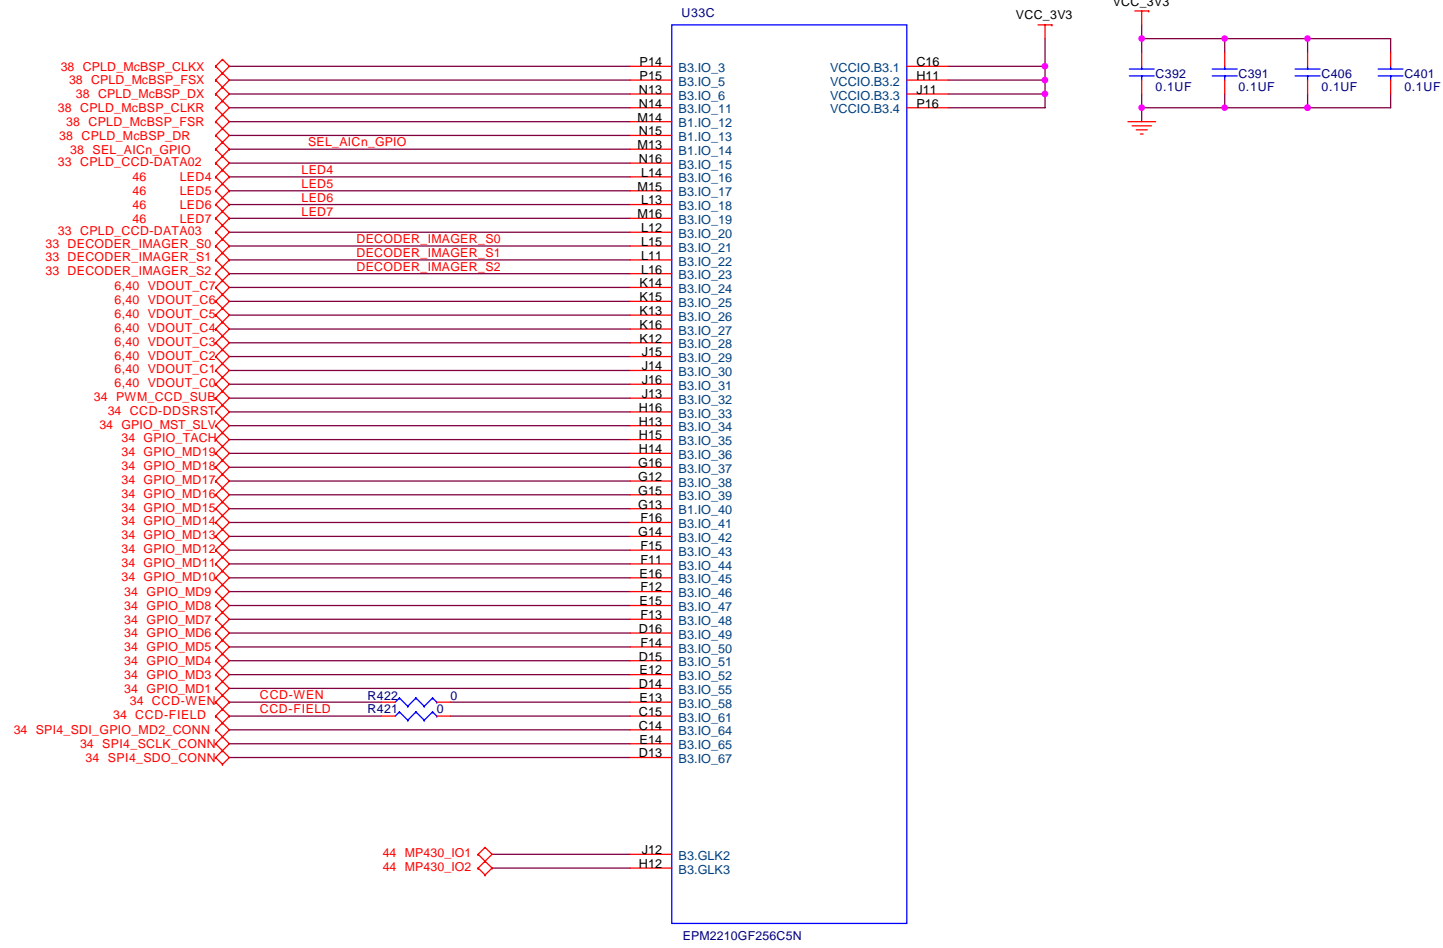 U33C
VCC_3V3
VCC_3V3
38 CPLD_McBSP_CLKX P14 B3.IO_3 VCCIO.B3.1 C16
38 CPLD_McBSP_FSX P15 B3.IO_5 VCCIO.B3.2 H11
38 CPLD_McBSP_DX N13 B3.IO_6 VCCIO.B3.3 J11
38 CPLD_McBSP_CLKR N14 B3.IO_11 VCCIO.B3.4 P16
C392 C391 C406 C401
0.1UF 0.1UF 0.1UF 0.1UF
38 CPLD_McBSP_FSR M14 B1.IO_12
38 CPLD_McBSP_DR N15 B1.IO_13
38 SEL_AICn_GPIO SEL_AICn_GPIO M13 B1.IO_14
33 CPLD_CCD-DATA02 N16 B3.IO_15
46 LED4 LED4 L14 B3.IO_16
46 LED5 LED5 M15 B3.IO_17
46 LED6 LED6 L13 B3.IO_18
46 LED7 LED7 M16 B3.IO_19
33 CPLD_CCD-DATA03 L12 B3.IO_20
33 DECODER_IMAGER_S0 DECODER_IMAGER_S0 L15 B3.IO_21
33 DECODER_IMAGER_S1 DECODER_IMAGER_S1 L11 B3.IO_22
33 DECODER_IMAGER_S2 DECODER_IMAGER_S2 L16 B3.IO_23
6,40 VDOUT_C7 K14 B3.IO_24
6,40 VDOUT_C6 K15 B3.IO_25
6,40 VDOUT_C5 K13 B3.IO_26
6,40 VDOUT_C4 K16 B3.IO_27
6,40 VDOUT_C3 K12 B3.IO_28
6,40 VDOUT_C2 J15 B3.IO_29
6,40 VDOUT_C1 J14 B3.IO_30
6,40 VDOUT_C0 J16 B3.IO_31
34 PWM_CCD_SUB J13 B3.IO_32
34 CCD-DDSRST H16 B3.IO_33
34 GPIO_MST_SLV H13 B3.IO_34
34 GPIO_TACH H15 B3.IO_35
34 GPIO_MD19 H14 B3.IO_36
34 GPIO_MD18 G16 B3.IO_37
34 GPIO_MD17 G12 B3.IO_38
34 GPIO_MD16 G15 B3.IO_39
34 GPIO_MD15 G13 B1.IO_40
34 GPIO_MD14 F16 B3.IO_41
34 GPIO_MD13 G14 B3.IO_42
34 GPIO_MD12 F15 B3.IO_43
34 GPIO_MD11 F11 B3.IO_44
34 GPIO_MD10 E16 B3.IO_45
34 GPIO_MD9 F12 B3.IO_46
34 GPIO_MD8 E15 B3.IO_47
34 GPIO_MD7 F13 B3.IO_48
34 GPIO_MD6 D16 B3.IO_49
34 GPIO_MD5 F14 B3.IO_50
34 GPIO_MD4 D15 B3.IO_51
34 GPIO_MD3 E12 B3.IO_52
34 GPIO_MD1 D14 B3.IO_55
34 CCD-WEN CCD-WEN R422 0 E13 B3.IO_58
34 CCD-FIELD CCD-FIELD R421 0 C15 B3.IO_61
34 SPI4_SDI_GPIO_MD2_CONN C14 B3.IO_64
34 SPI4_SCLK_CONN E14 B3.IO_65
34 SPI4_SDO_CONN D13 B3.IO_67
44 MP430_IO1 J12 B3.GLK2
44 MP430_IO2 H12 B3.GLK3
EPM2210GF256C5N